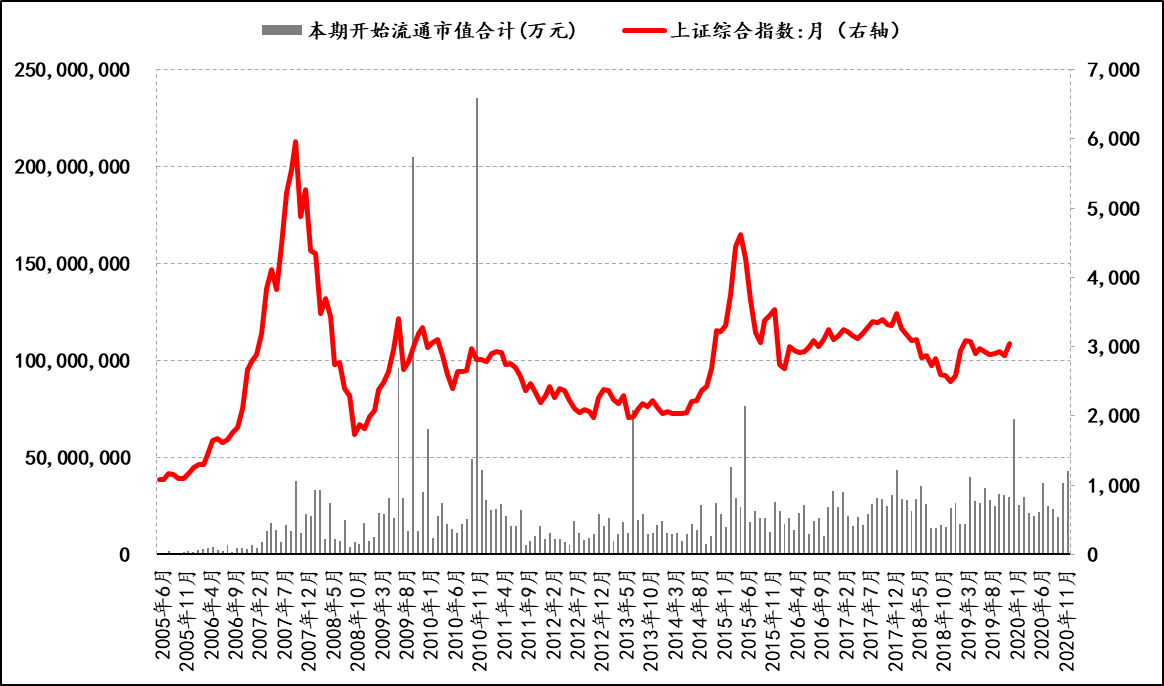 本期开始流通市值合计(万元) 上证综合指数:月（右轴）
250,000,000
200,000,000
150,000,000
100,000,000
50,000,000
0
7,000
6,000
5,000
4,000
3,000
2,000
1,000
0
2005年6月
2005年11月
2006年4月
2006年9月
2007年2月
2007年7月
2007年12月
2008年5月
2008年10月
2009年3月
2009年8月
2010年1月
2010年6月
2010年11月
2011年4月
2011年9月
2012年2月
2012年7月
2012年12月
2013年5月
2013年10月
2014年3月
2014年8月
2015年1月
2015年6月
2015年11月
2016年4月
2016年9月
2017年2月
2017年7月
2017年12月
2018年5月
2018年10月
2019年3月
2019年8月
2020年1月
2020年6月
2020年11月